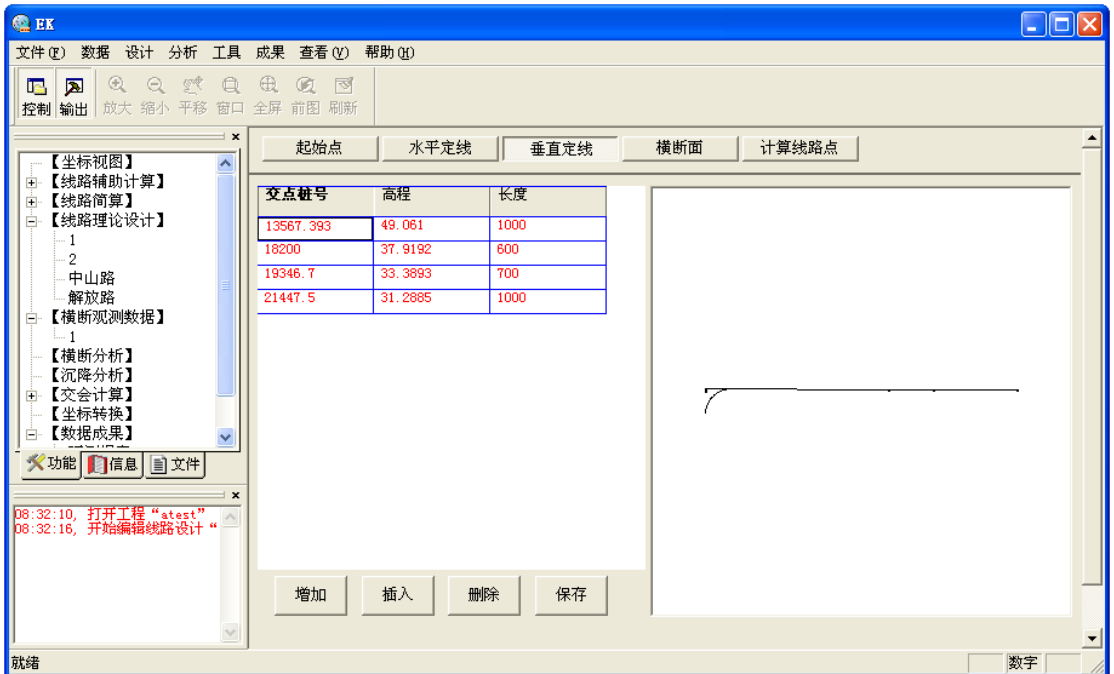 EK
文件(F) 数据 设计 分析 工具 成果 查看(V) 帮助(H)
控制 输出 放大 缩小 平移 窗口 全屏 前图 刷新
起始点 水平定线 垂直定线 横断面 计算线路点
【坐标视图】
【线路辅助计算】
【线路简算】
【线路理论设计】
1
2
中山路
解放路
【横断观测数据】
1
【横断分析】
【沉降分析】
【交会计算】
【坐标转换】
【数据成果】
功能 信息 文件
交点桩号 高程 长度
13567.393 49.061 1000
18200 37.9192 600
19346.7 33.3893 700
21447.5 31.2885 1000
增加 插入 删除 保存
08:32:10, 打开工程“atest”
08:32:16, 开始编辑线路设计“
就绪
数字